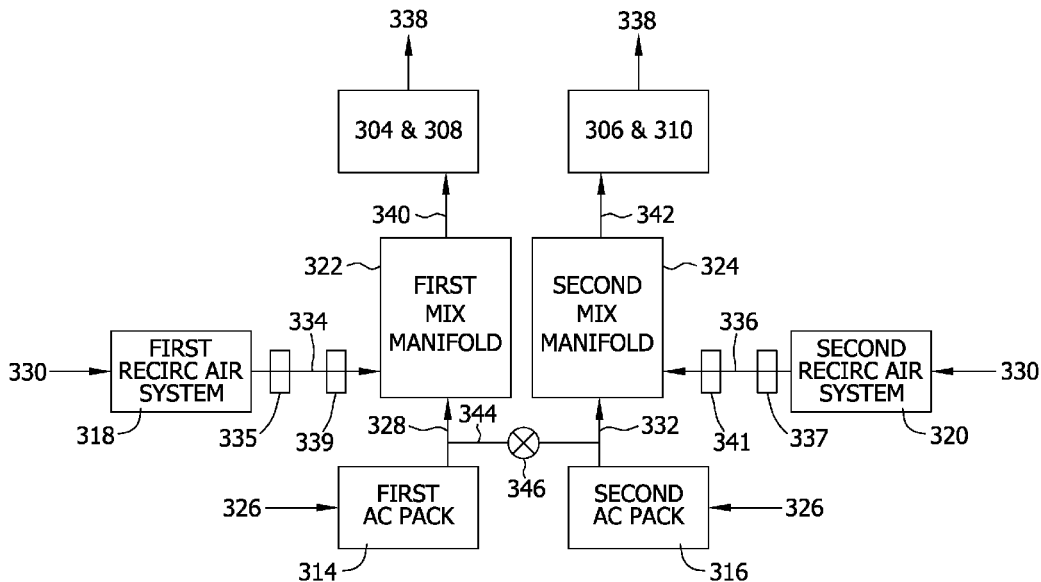 338
338
304 & 308
306 & 310
340
342
322
FIRST
MIX
MANIFOLD
SECOND
MIX
MANIFOLD
324
330
FIRST
RECIRC AIR
SYSTEM
334
336
SECOND
RECIRC AIR
SYSTEM
330
318
335
339
328
344
332
341
337
320
346
326
FIRST
AC PACK
SECOND
AC PACK
326
314
316